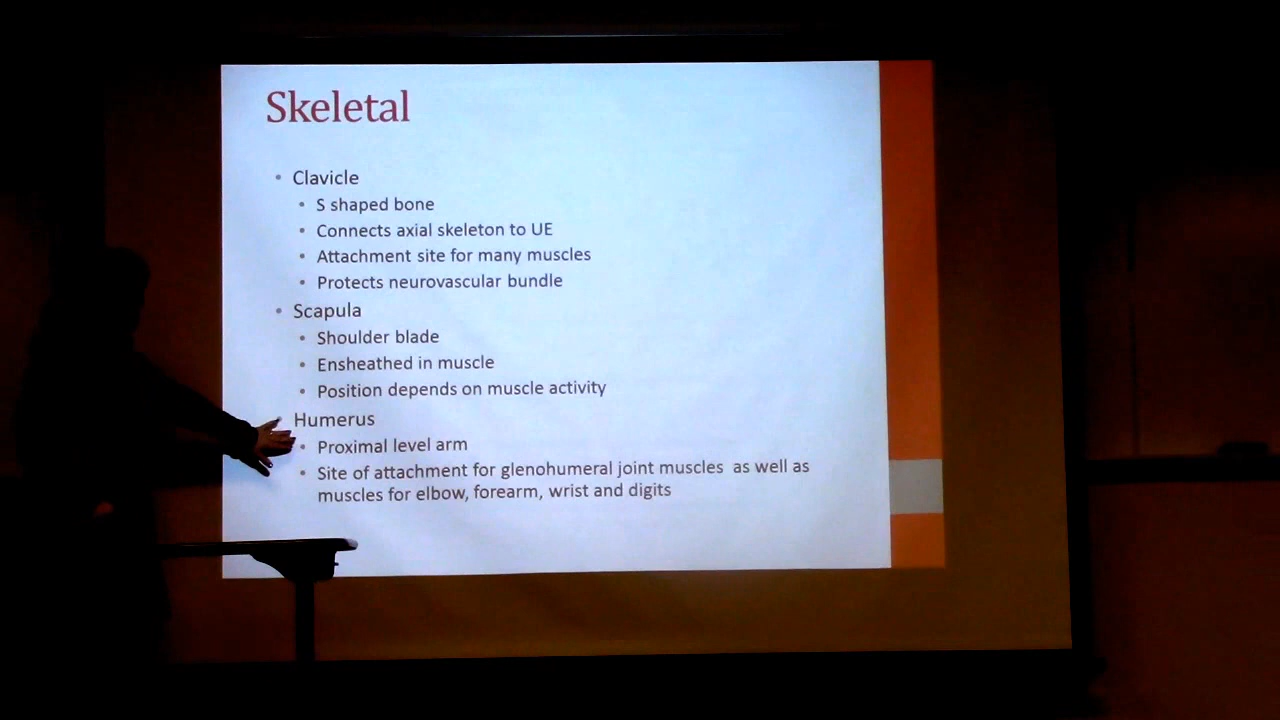 Skeletal
• Clavicle
• S shaped bone
• Connects axial skeleton to UE
• Attachment site for many muscles
• Protects neurovascular bundle
• Scapula
• Shoulder blade
• Ensheathed in muscle
• Position depends on muscle activity
Humerus
• Proximal level arm
• Site of attachment for glenohumeral joint muscles as well as
muscles for elbow, forearm, wrist and digits